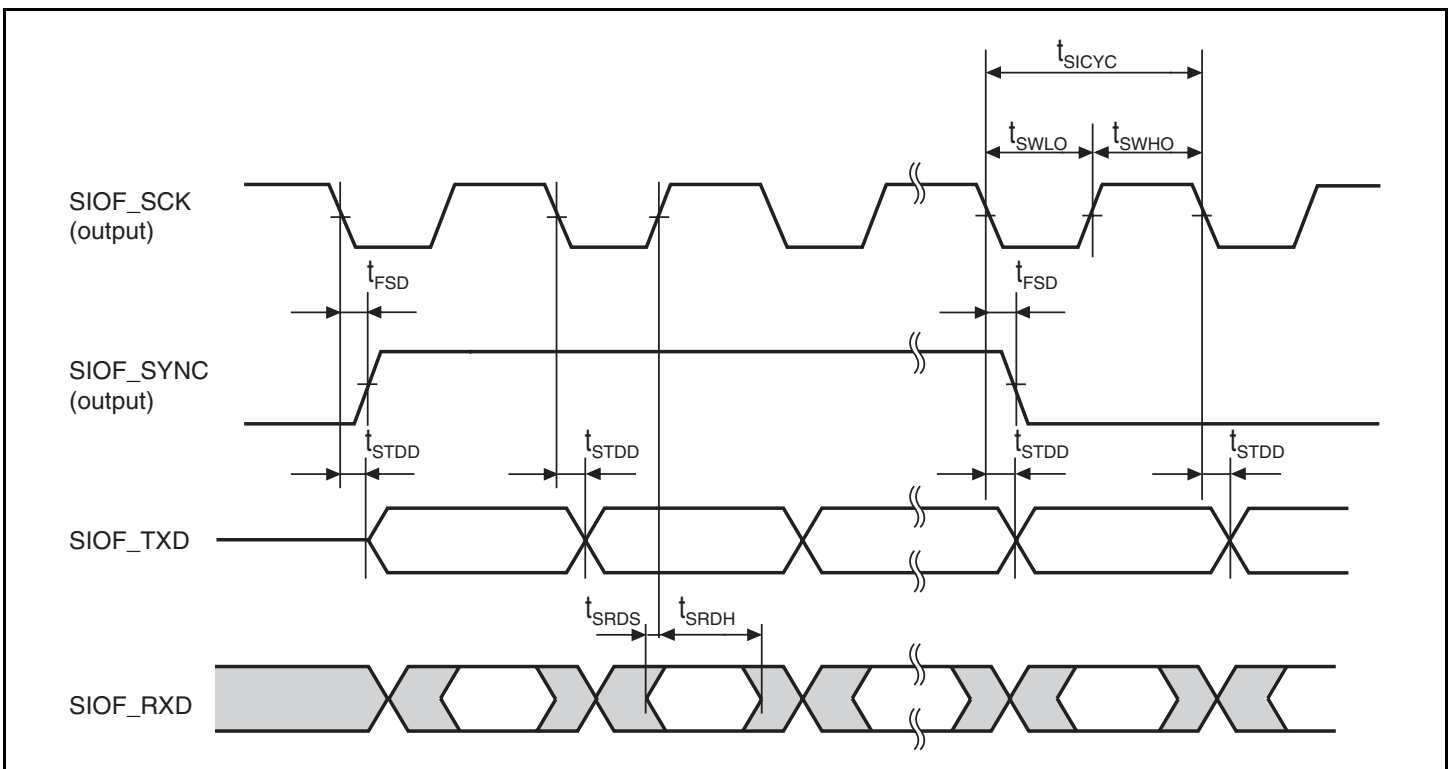 tSICYC
tSWLO tSWHO
SIOF_SCK
(output)
tFSD tFSD
SIOF_SYNC
(output)
tSTDD tSTDD tSTDD tSTDD
SIOF_TXD
tSRDS tSRDH
SIOF_RXD